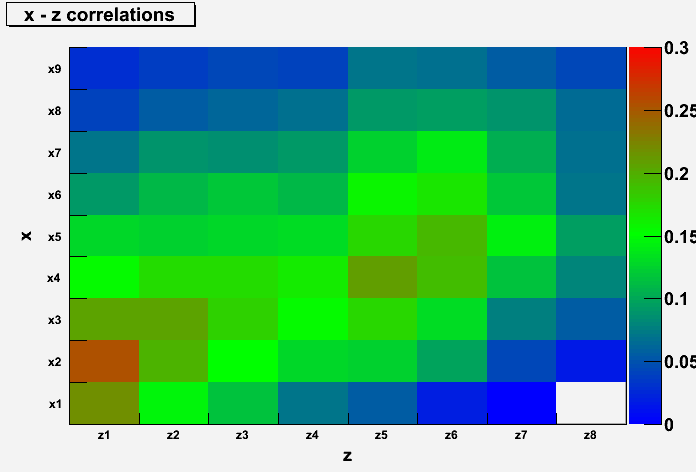 x - z correlations
x
x9
x8
x7
x6
x5
x4
x3
x2
x1
z1 z2 z3 z4 z5 z6 z7 z8
z
0.3
0.25
0.2
0.15
0.1
0.05
0